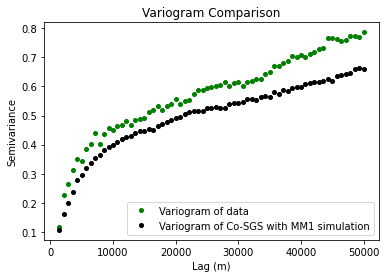 Variogram Comparison
0.8
0.7
0.6
0.5
0.4
0.3
0.2
0.1
Semivariance
Variogram of data
Variogram of Co-SGS with MM1 simulation
0 10000 20000 30000 40000 50000
Lag (m)